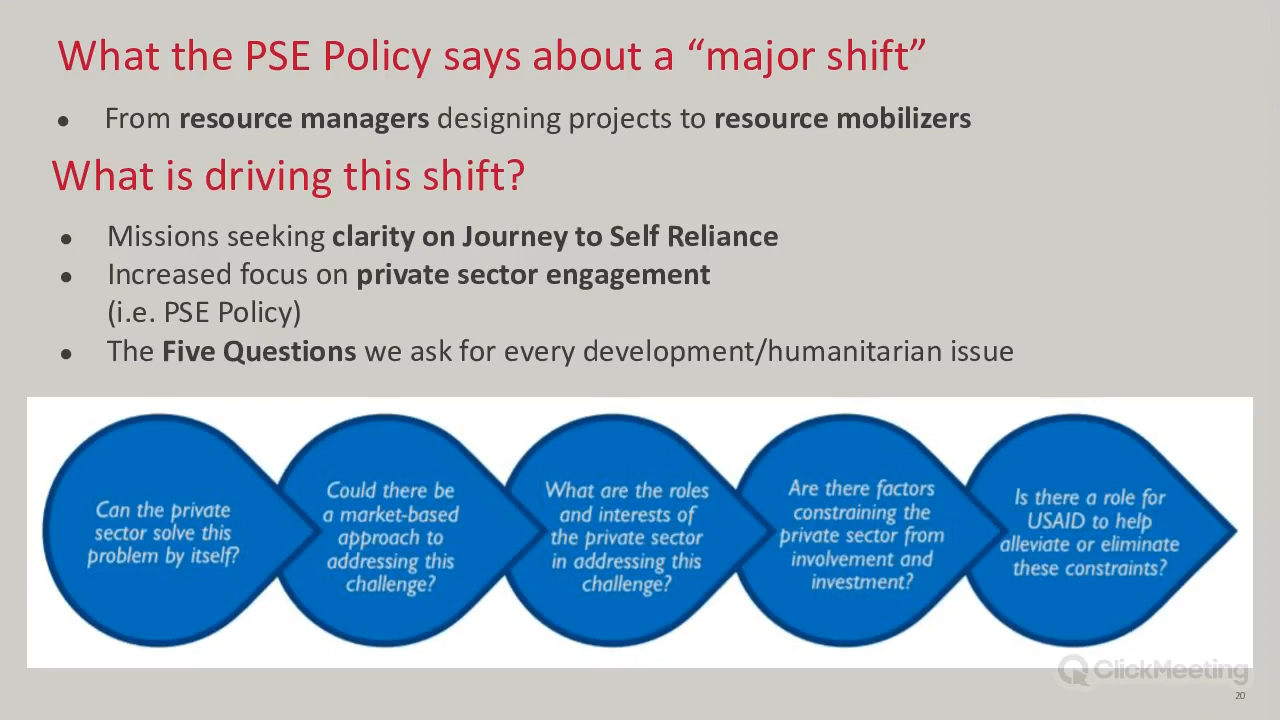 What the PSE Policy says about a “major shift”
● From resource managers designing projects to resource mobilizers
What is driving this shift?
● Missions seeking clarity on Journey to Self Reliance
● Increased focus on private sector engagement
(i.e. PSE Policy)
● The Five Questions we ask for every development/humanitarian issue
Can the private
sector solve this
problem by itself?
Could there be
a market-based
approach to
addressing this
challenge?
What are the roles
and interests of
the private sector
in addressing this
challenge?
Are there factors
constraining the
private sector from
involvement and
investment?
Is there a role for
USAID to help
alleviate or eliminate
these constraints?
ClickMeeting
20